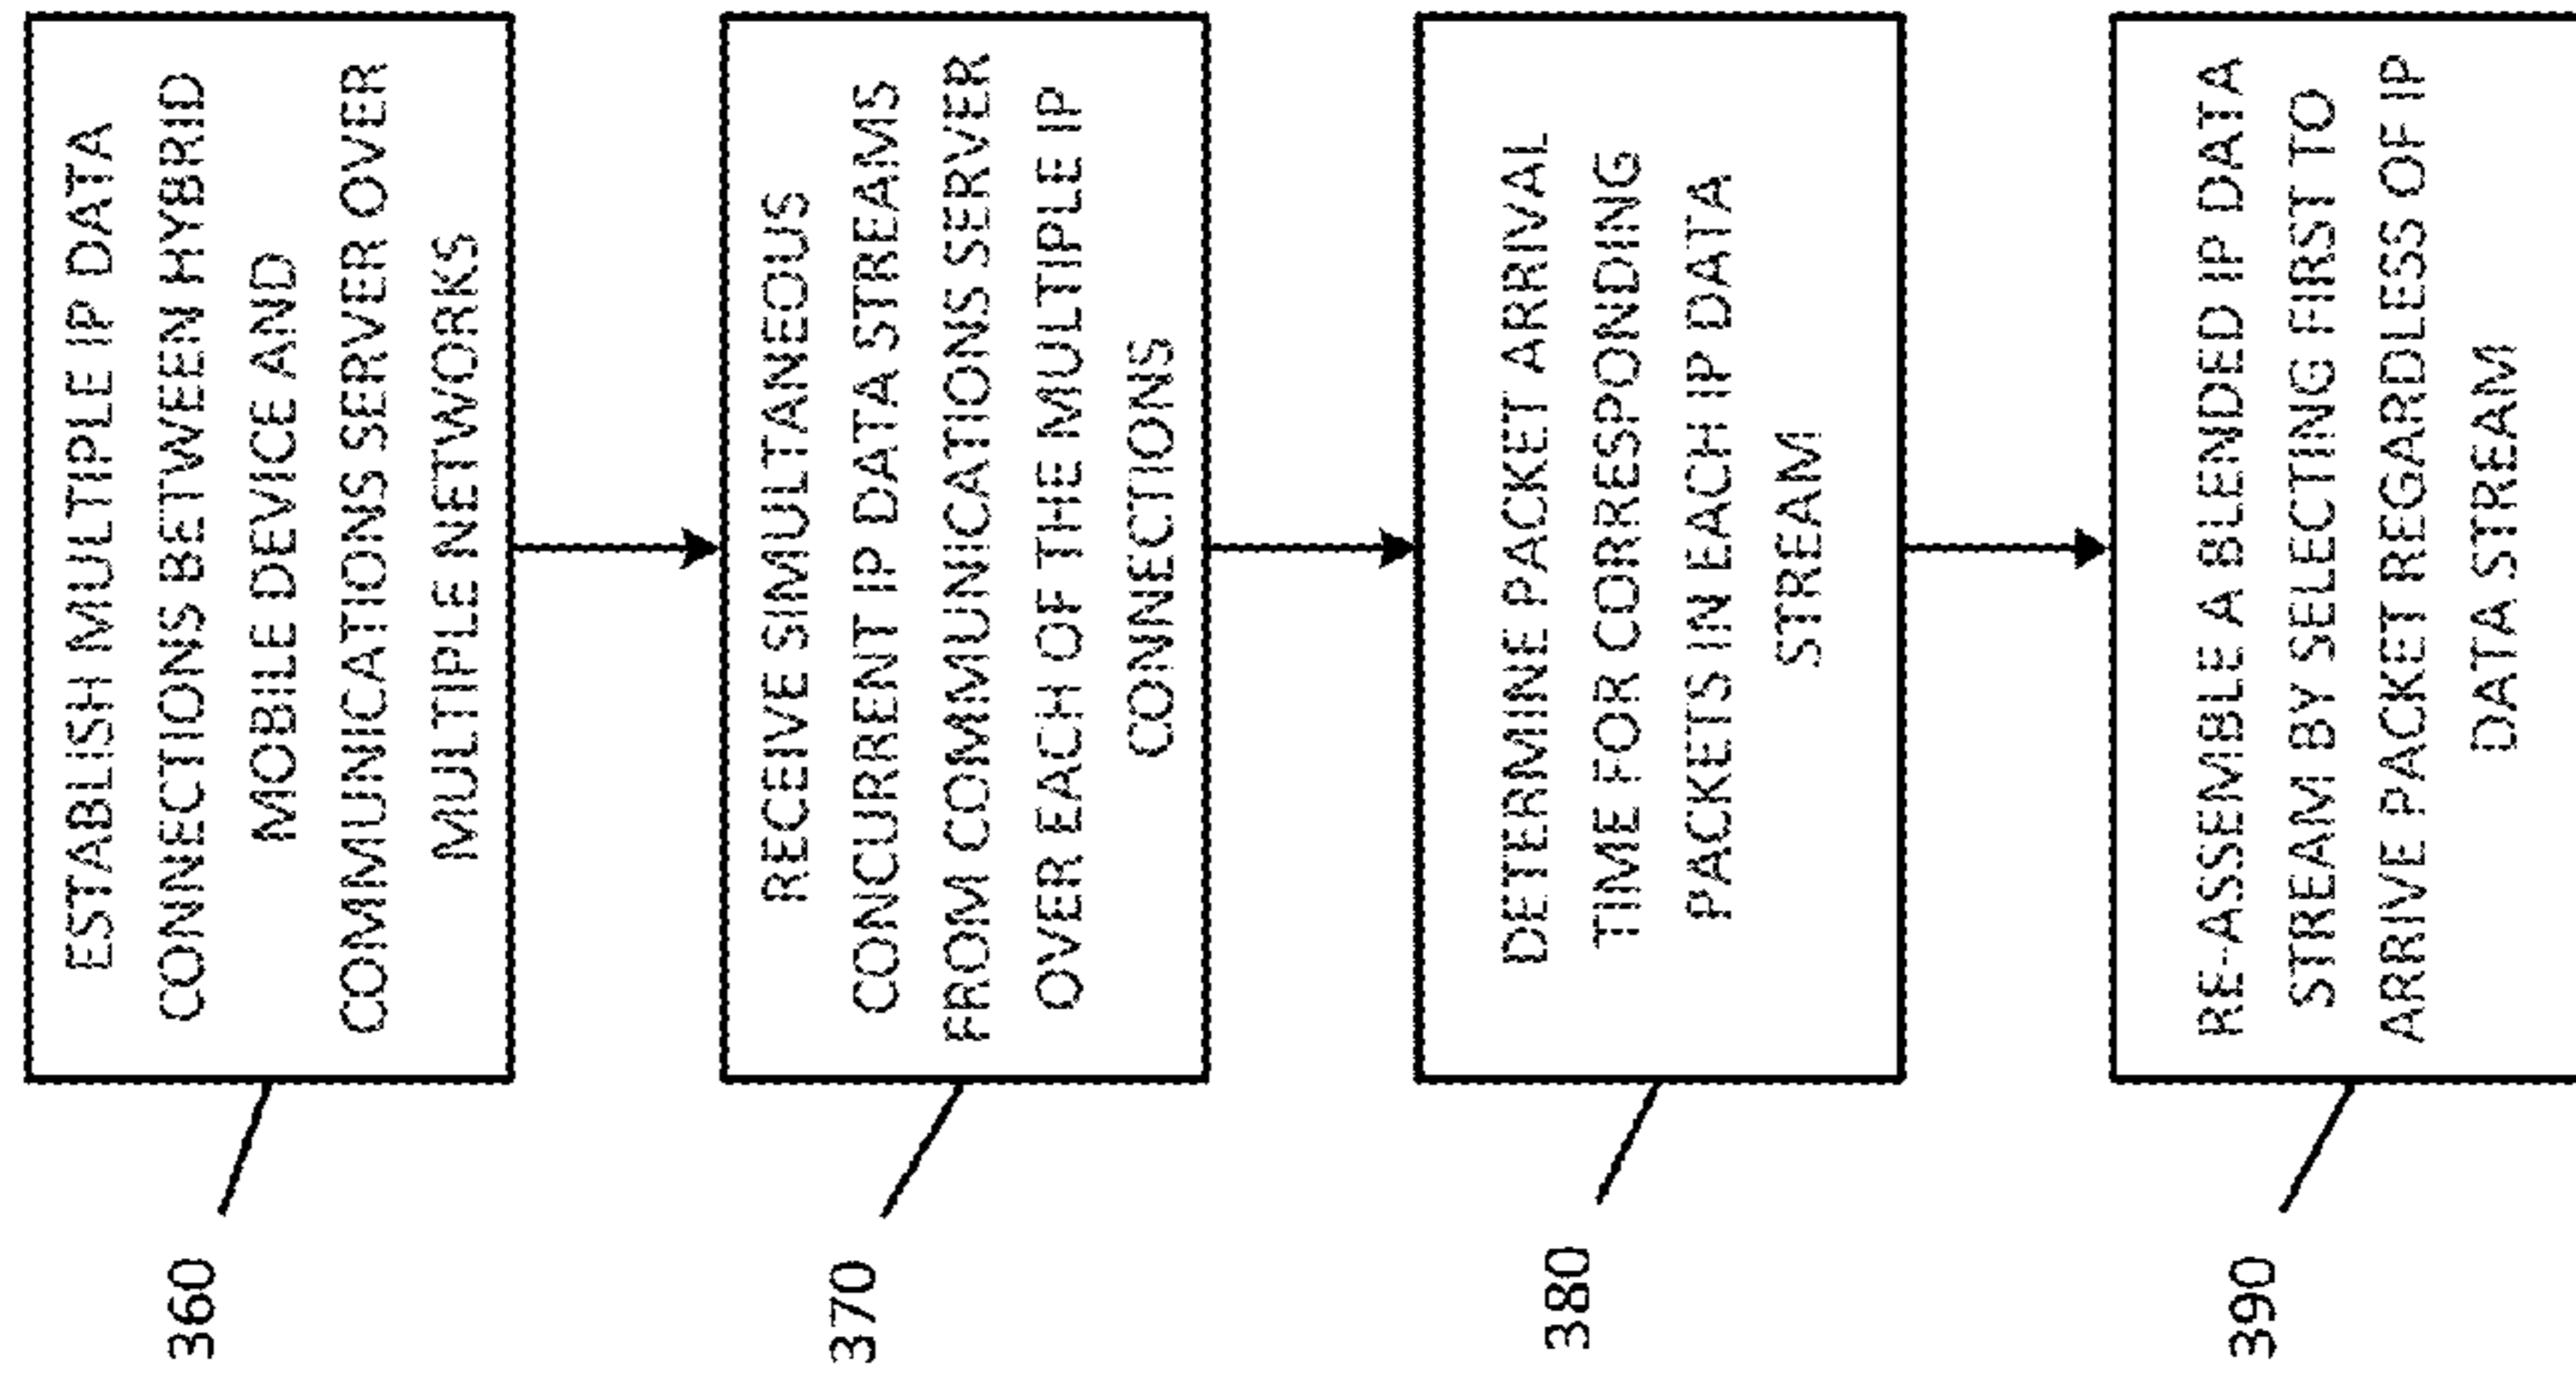 360
ESTABLISH MULTIPLE IP DATA
CONNECTIONS BETWEEN HYBRID
MOBILE DEVICE AND
COMMUNICATIONS SERVER OVER
MULTIPLE NETWORKS
370
RECEIVE SIMULTANEOUS
CONCURRENT IP DATA STREAMS
FROM COMMUNICATIONS SERVER
OVER EACH OF THE MULTIPLE IP
CONNECTIONS
380
DETERMINE PACKET ARRIVAL
TIME FOR CORRESPONDING
PACKETS IN EACH IP DATA
STREAM
390
RE-ASSEMBLE A BLENDED IP DATA
STREAM BY SELECTING FIRST TO
ARRIVE PACKET REGARDLESS OF IP
DATA STREAM